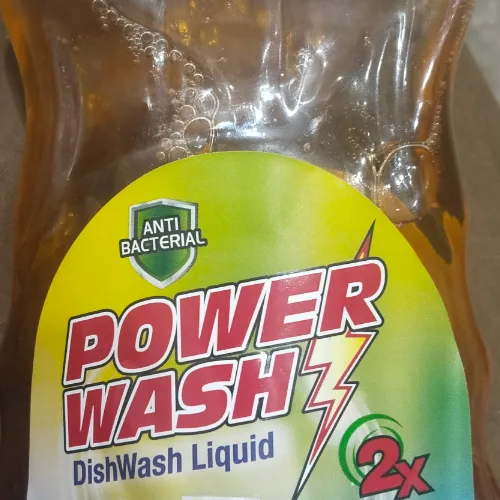 ANTI
BACTERIAL
POWER
WASH
DishWash Liquid
2x